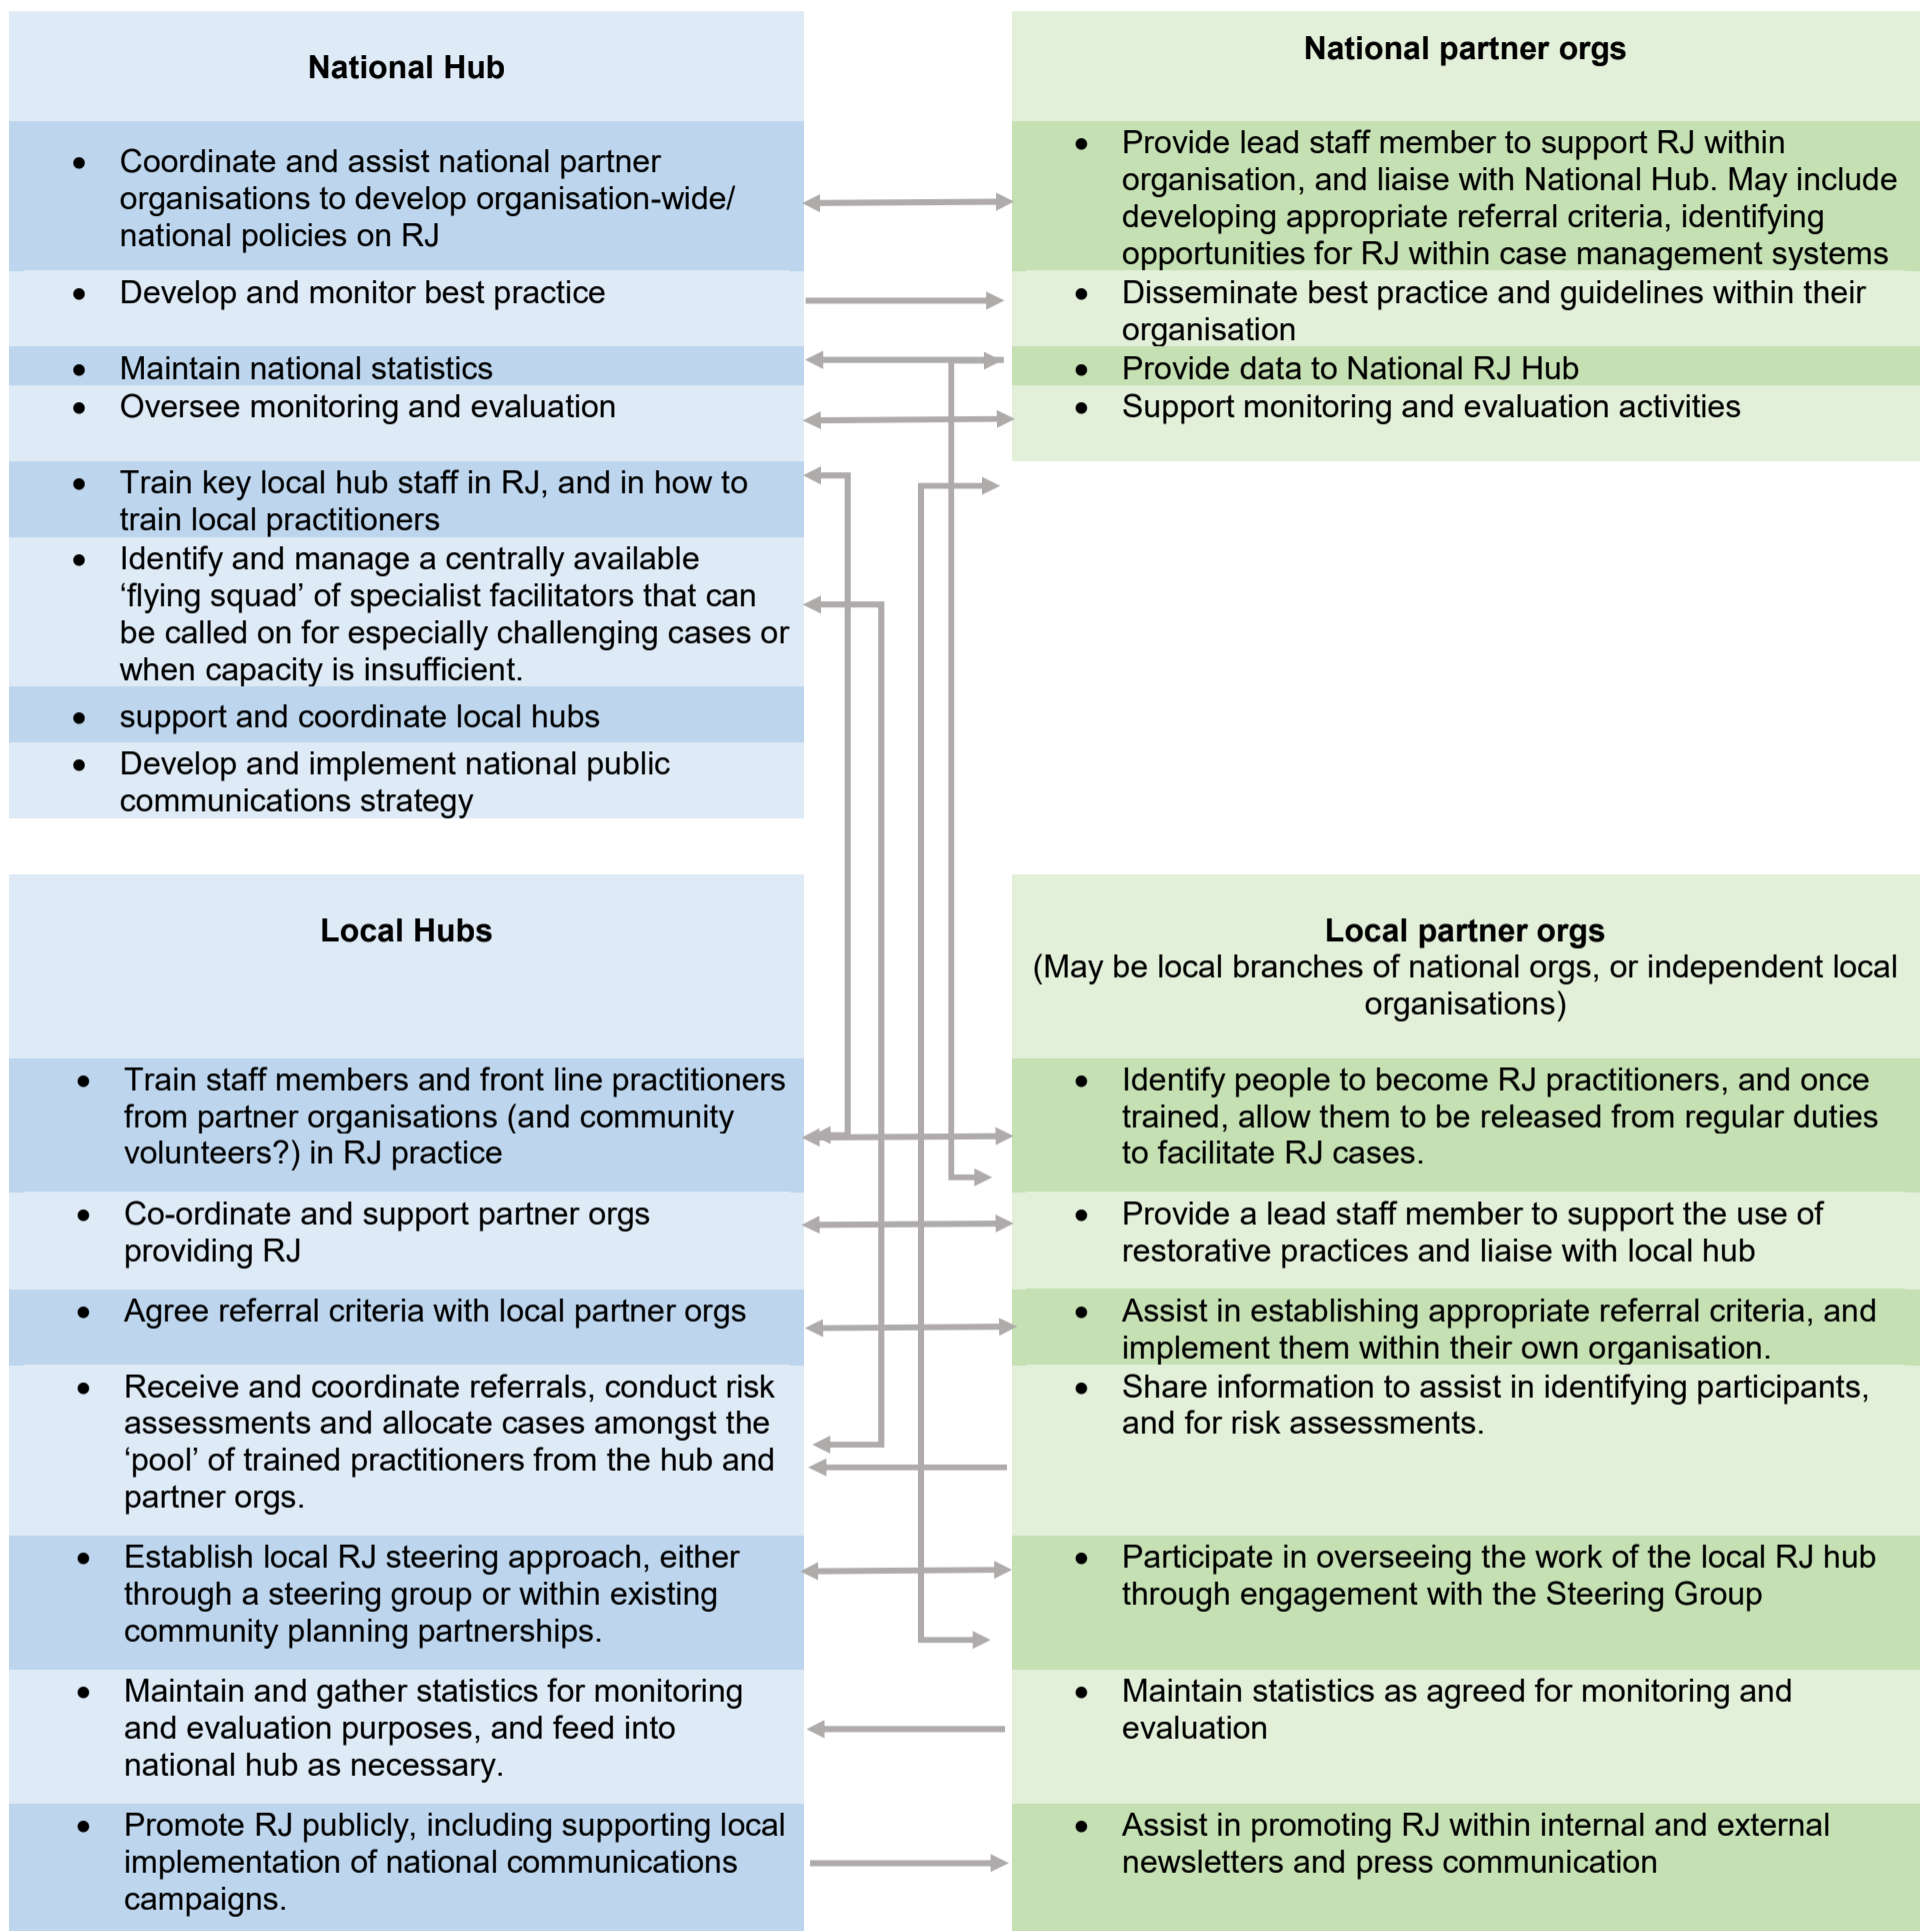 National Hub
• Coordinate and assist national partner
organisations to develop organisation-wide/
national policies on RJ
• Develop and monitor best practice
• Maintain national statistics
• Oversee monitoring and evaluation
• Train key local hub staff in RJ, and in how to
train local practitioners
• Identify and manage a centrally available
‘flying squad’ of specialist facilitators that can
be called on for especially challenging cases or
when capacity is insufficient.
• support and coordinate local hubs
• Develop and implement national public
communications strategy
National partner orgs
• Provide lead staff member to support RJ within
organisation, and liaise with National Hub. May include
developing appropriate referral criteria, identifying
opportunities for RJ within case management systems
• Disseminate best practice and guidelines within their
organisation
• Provide data to National RJ Hub
• Support monitoring and evaluation activities
Local Hubs
• Train staff members and front line practitioners
from partner organisations (and community
volunteers?) in RJ practice
• Co-ordinate and support partner orgs
providing RJ
• Agree referral criteria with local partner orgs
• Receive and coordinate referrals, conduct risk
assessments and allocate cases amongst the
‘pool’ of trained practitioners from the hub and
partner orgs.
• Establish local RJ steering approach, either
through a steering group or within existing
community planning partnerships.
• Maintain and gather statistics for monitoring
and evaluation purposes, and feed into
national hub as necessary.
• Promote RJ publicly, including supporting local
implementation of national communications
campaigns.
Local partner orgs
(May be local branches of national orgs, or independent local
organisations)
• Identify people to become RJ practitioners, and once
trained, allow them to be released from regular duties
to facilitate RJ cases.
• Provide a lead staff member to support the use of
restorative practices and liaise with local hub
• Assist in establishing appropriate referral criteria, and
implement them within their own organisation.
• Share information to assist in identifying participants,
and for risk assessments.
• Participate in overseeing the work of the local RJ hub
through engagement with the Steering Group
• Maintain statistics as agreed for monitoring and
evaluation
• Assist in promoting RJ within internal and external
newsletters and press communication